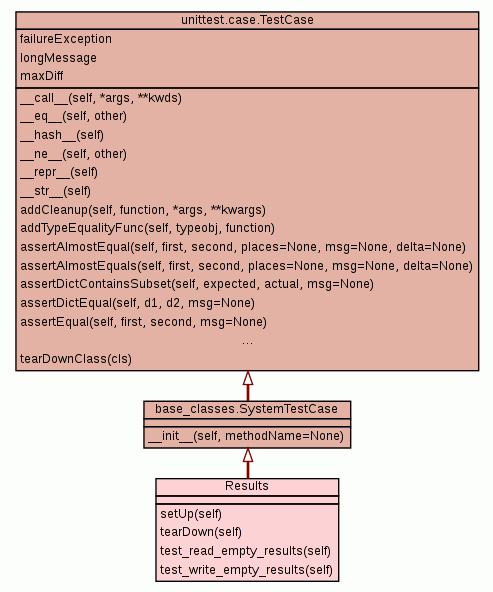 unittest.case.TestCase
failureException
longMessage
maxDiff
__call__(self, *args, **kwds)
__eq__(self, other)
__hash__(self)
__ne__(self, other)
__repr__(self)
__str__(self)
addCleanup(self, function, *args, **kwargs)
addTypeEqualityFunc(self, typeobj, function)
assertAlmostEqual(self, first, second, places=None, msg=None, delta=None)
assertAlmostEquals(self, first, second, places=None, msg=None, delta=None)
assertDictContainsSubset(self, expected, actual, msg=None)
assertDictEqual(self, d1, d2, msg=None)
assertEqual(self, first, second, msg=None)
...
tearDownClass(cls)
base_classes.SystemTestCase
__init__(self, methodName=None)
Results
setUp(self)
tearDown(self)
test_read_empty_results(self)
test_write_empty_results(self)